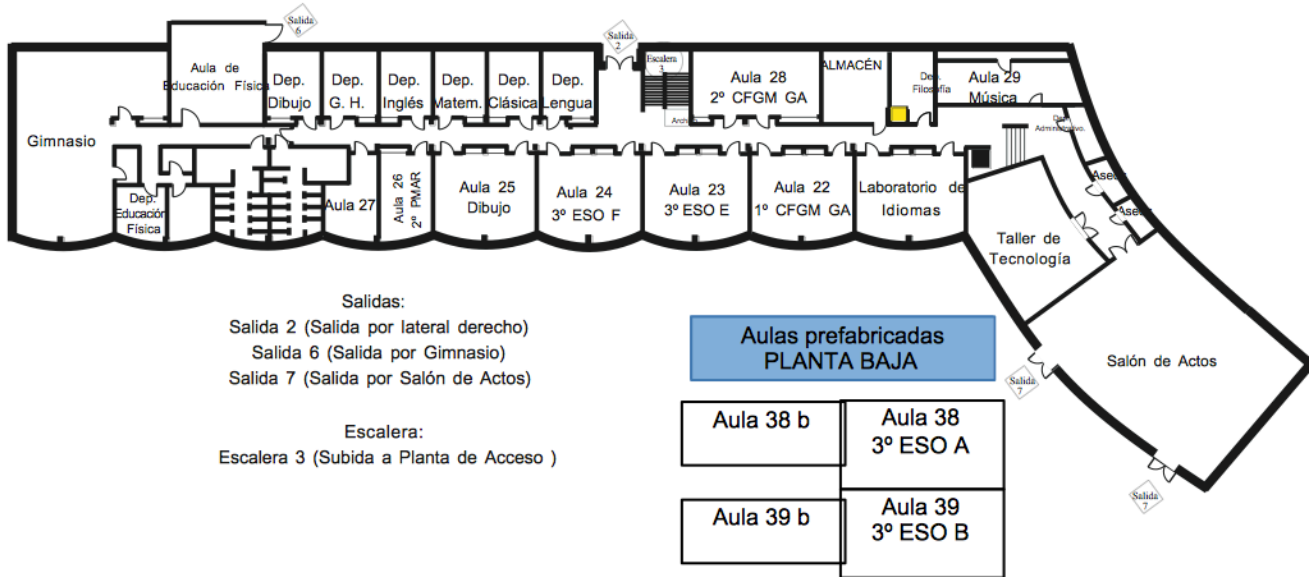 Salida
6
Salida
2
Aula de
Educación Física
Dep.
Dibujo
Dep.
G. H.
Dep.
Inglés
Dep.
Matem.
Dep.
Clásica
Dep.
Lengua
Escalera
3
Archivo
Aula 28
2º CFGM GA
ALMACÉN
Dep.
Filosofía
Aula 29
Música
Dep.
Administrativo.
Gimnasio
Dep.
Educación
Física
Aula 27
Aula 26
2º PMAR
Aula 25
Dibujo
Aula 24
3º ESO F
Aula 23
3º ESO E
Aula 22
1º CFGM GA
Laboratorio de
Idiomas
Aseos
Aseos
Taller de
Tecnología
Salón de Actos
Salida
7
Salida
7
Salidas:
Salida 2 (Salida por lateral derecho)
Salida 6 (Salida por Gimnasio)
Salida 7 (Salida por Salón de Actos)
Escalera:
Escalera 3 (Subida a Planta de Acceso )
Aulas prefabricadas
PLANTA BAJA
Aula 38 b
Aula 38
3º ESO A
Aula 39 b
Aula 39
3º ESO B